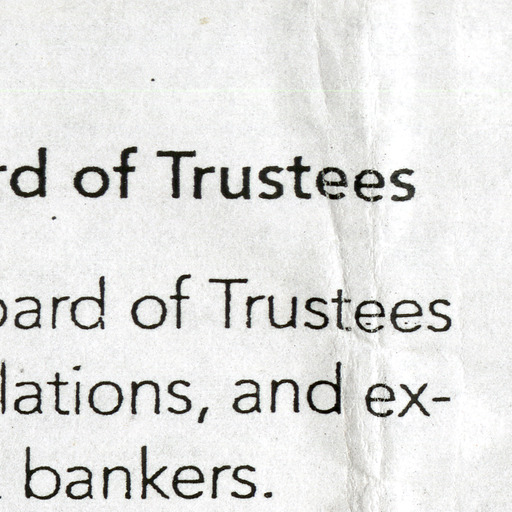 rd of Trustees
oard of Trustees
lations, and ex-
bankers.